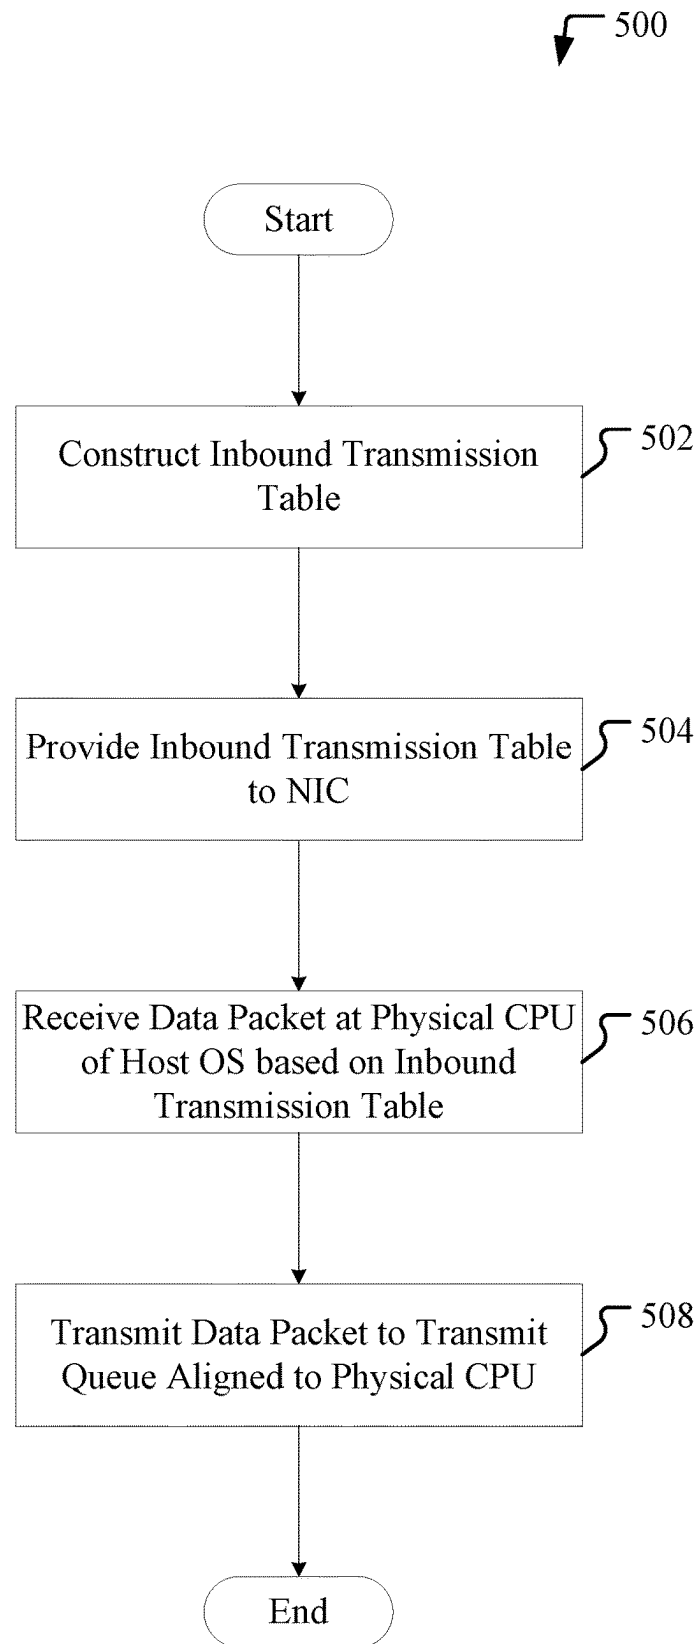 500
Start
Construct Inbound Transmission
Table
502
Provide Inbound Transmission Table
to NIC
504
Receive Data Packet at Physical CPU
of Host OS based on Inbound
Transmission Table
506
Transmit Data Packet to Transmit
Queue Aligned to Physical CPU
508
End